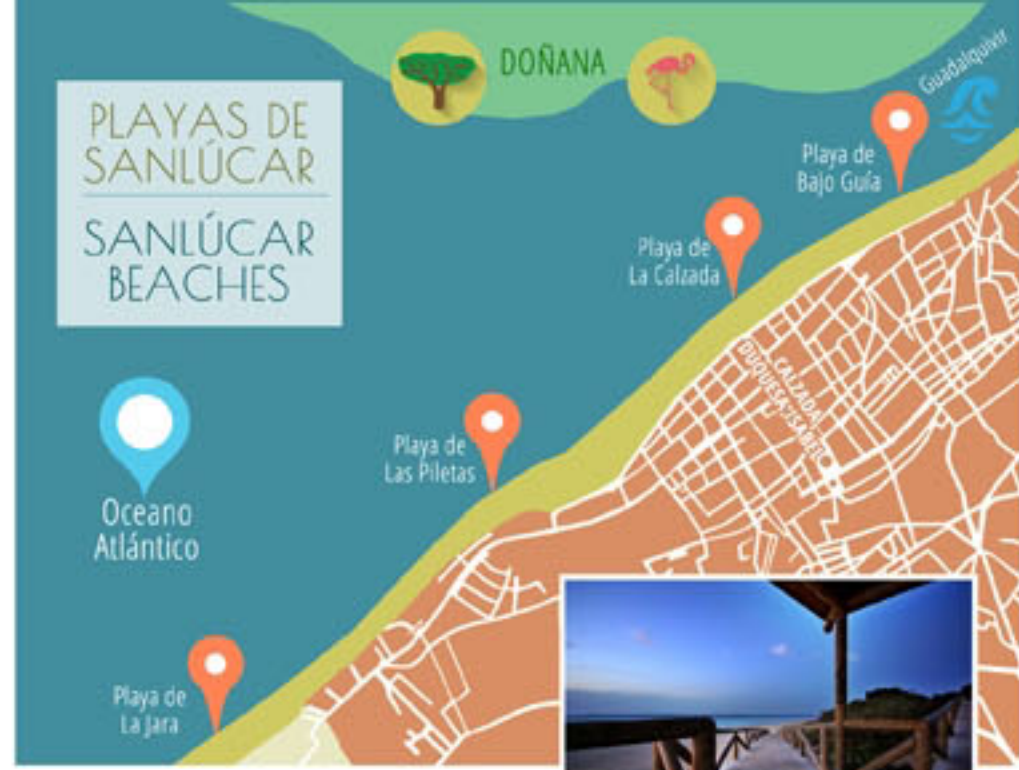 DOÑANA
Guadalquivir
PLAYAS DE
SANLÚCAR
SANLÚCAR
BEACHES
Playa de
Bajo Guía
Playa de
La Calzada
CALZADA
DUQUESA ISABEL
Playa de
Las Piletas
Oceano
Atlántico
Playa de
La Jara